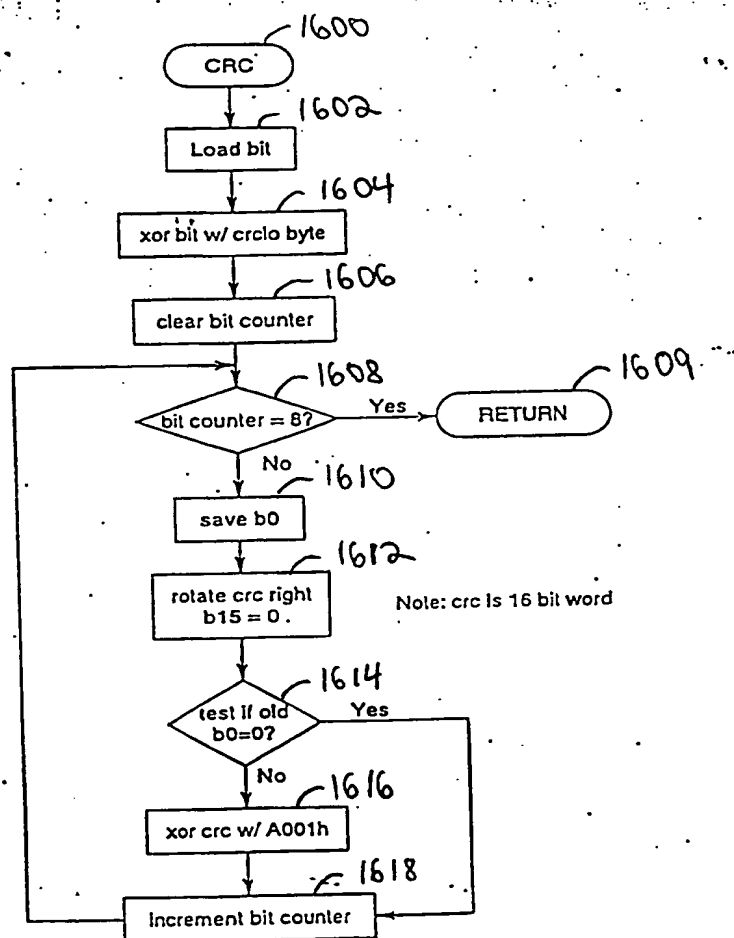 1600
CRC
1602
Load bit
1604
xor bit w/ crclo byte
1606
clear bit counter
1608
1609
bit counter = 8?
Yes
RETURN
No
1610
save b0
1612
rotate crc right
b15 = 0.
Note: crc is 16 bit word
1614
test if old
b0=0?
Yes
No
1616
xor crc w/ A001h
1618
Increment bit counter